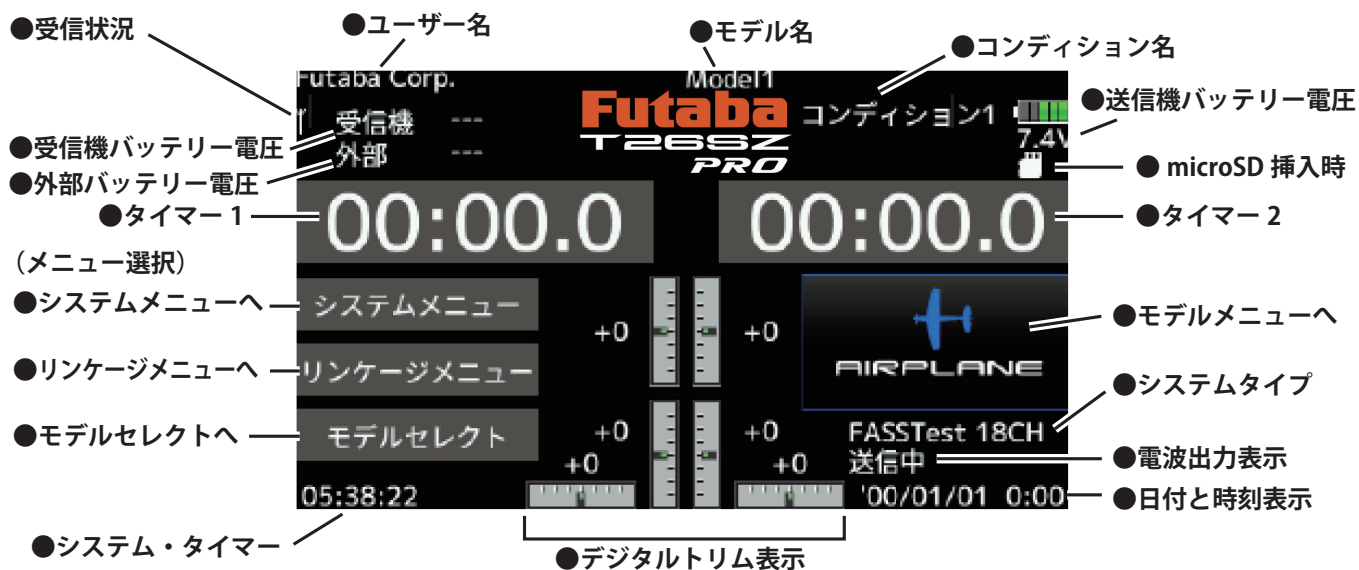 ●受信状況
●ユーザー名
●モデル名
●コンディション名
Futaba Corp.
Model1
●送信機バッテリー電圧
●受信機バッテリー電圧
受信機 ---
Futaba
コンディション1
7.4V
●外部バッテリー電圧
外部 ---
T26SZ
PRO
● microSD 挿入時
●タイマー 1
00:00.0
00:00.0
●タイマー 2
(メニュー選択)
●システムメニューへ
システムメニュー
+0
+0
●モデルメニューへ
●リンケージメニューへ
リンケージメニュー
AIRPLANE
●システムタイプ
●モデルセレクトへ
モデルセレクト
+0
+0
FASSTest 18CH
+0
+0
送信中
●電波出力表示
05:38:22
'00/01/01 0:00
●日付と時刻表示
●システム・タイマー
●デジタルトリム表示